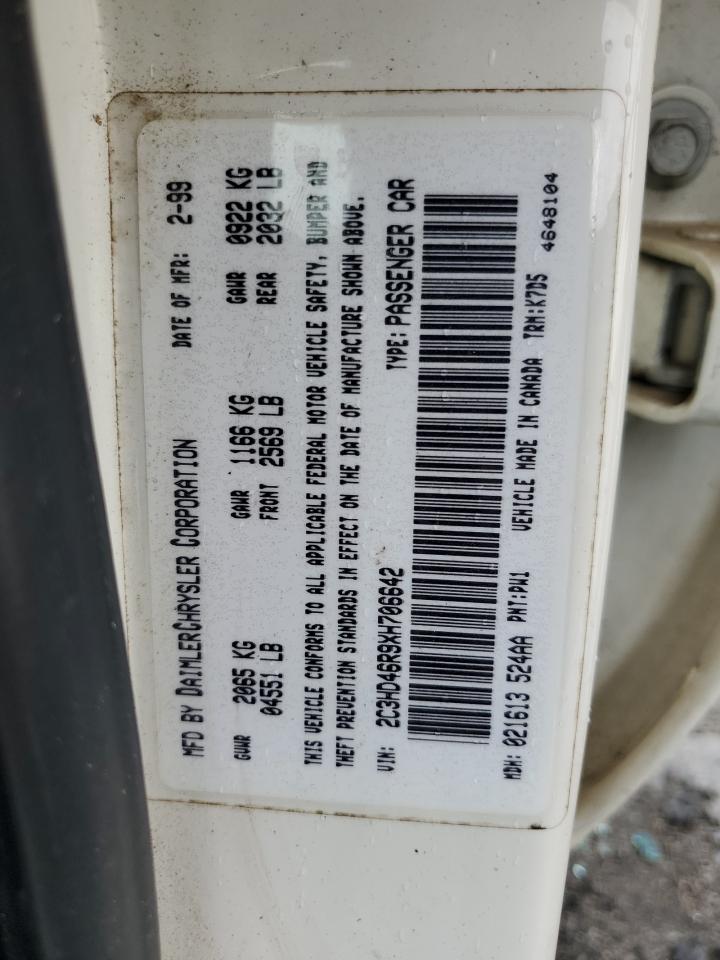 MFD BY DAIMLERCHRYSLER CORPORATION DATE OF MFR: 2-99
GVWR 2065 KG GAWR 1166 KG GAWR 0922 KG
04551 LB FRONT 2569 LB REAR 2032 LB
THIS VEHICLE CONFORMS TO ALL APPLICABLE FEDERAL MOTOR VEHICLE SAFETY, BUMPER AND
THEFT PREVENTION STANDARDS IN EFFECT ON THE DATE OF MANUFACTURE SHOWN ABOVE.
VIN: 2C3HD46R9XH706642 TYPE: PASSENGER CAR
MDH: 021613 524AA PNT:PW1 VEHICLE MADE IN CANADA TRM:K7D5
4648104